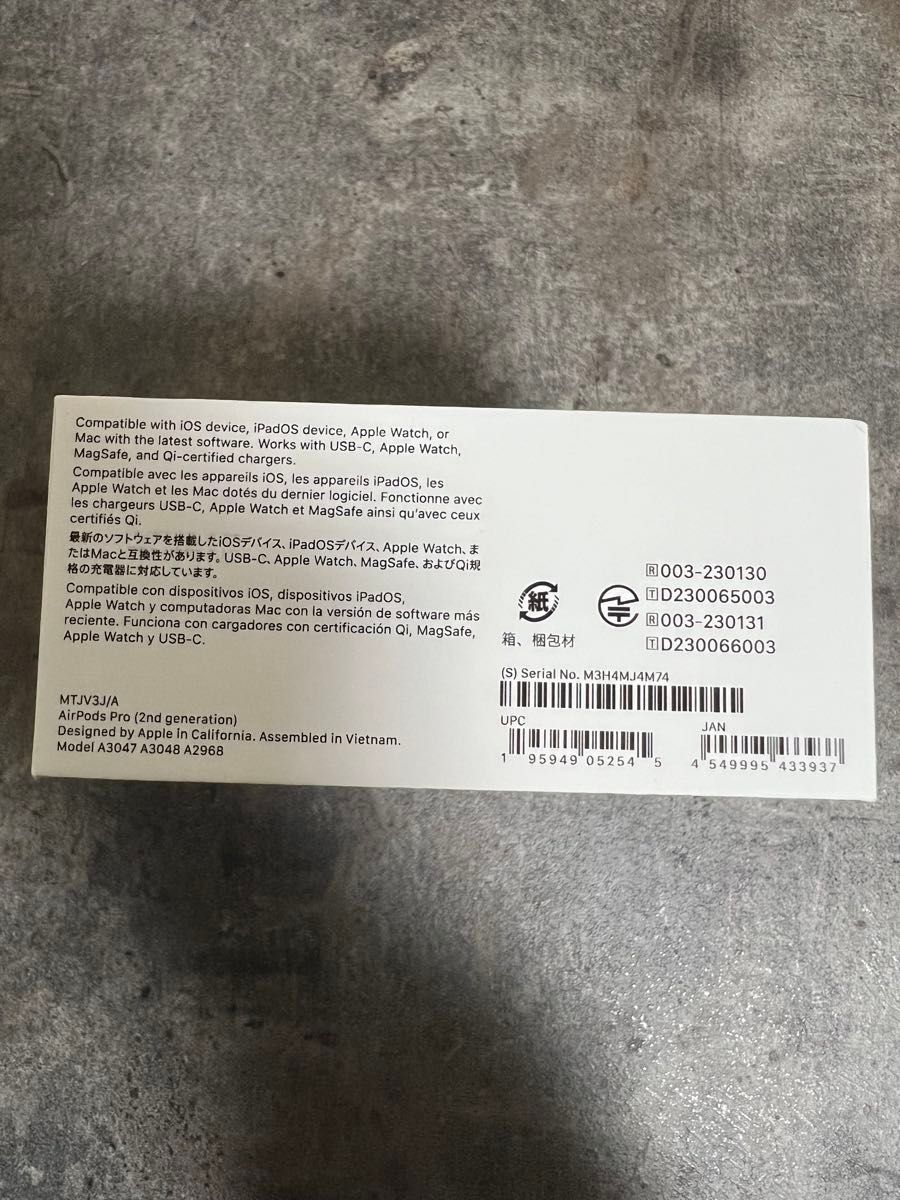 Compatible with iOS device, iPadOS device, Apple Watch, or
Mac with the latest software. Works with USB-C, Apple Watch,
MagSafe, and Qi-certified chargers.
Compatible avec les appareils iOS, les appareils iPadOS, les
Apple Watch et les Mac dotés du dernier logiciel. Fonctionne avec
les chargeurs USB-C, Apple Watch et MagSafe ainsi qu'avec ceux
certifiés Qi.
最新のソフトウェアを搭載したiOSデバイス、iPadOSデバイス、Apple Watch、ま
たはMacと互換性があります。USB-C、Apple Watch、MagSafe、およびQi規
格の充電器に対応しています。
Compatible con dispositivos iOS, dispositivos iPadOS,
Apple Watch y computadoras Mac con la versión de software más
reciente. Funciona con cargadores con certificación Qi, MagSafe,
Apple Watch y USB-C.
MTJV3J/A
AirPods Pro (2nd generation)
Designed by Apple in California. Assembled in Vietnam.
Model A3047 A3048 A2968
紙
箱、梱包材
R 003-230130
T D230065003
R 003-230131
T D230066003
(S) Serial No. M3H4MJ4M74
UPC
1 95949 05254 5
JAN
4 549995 433937